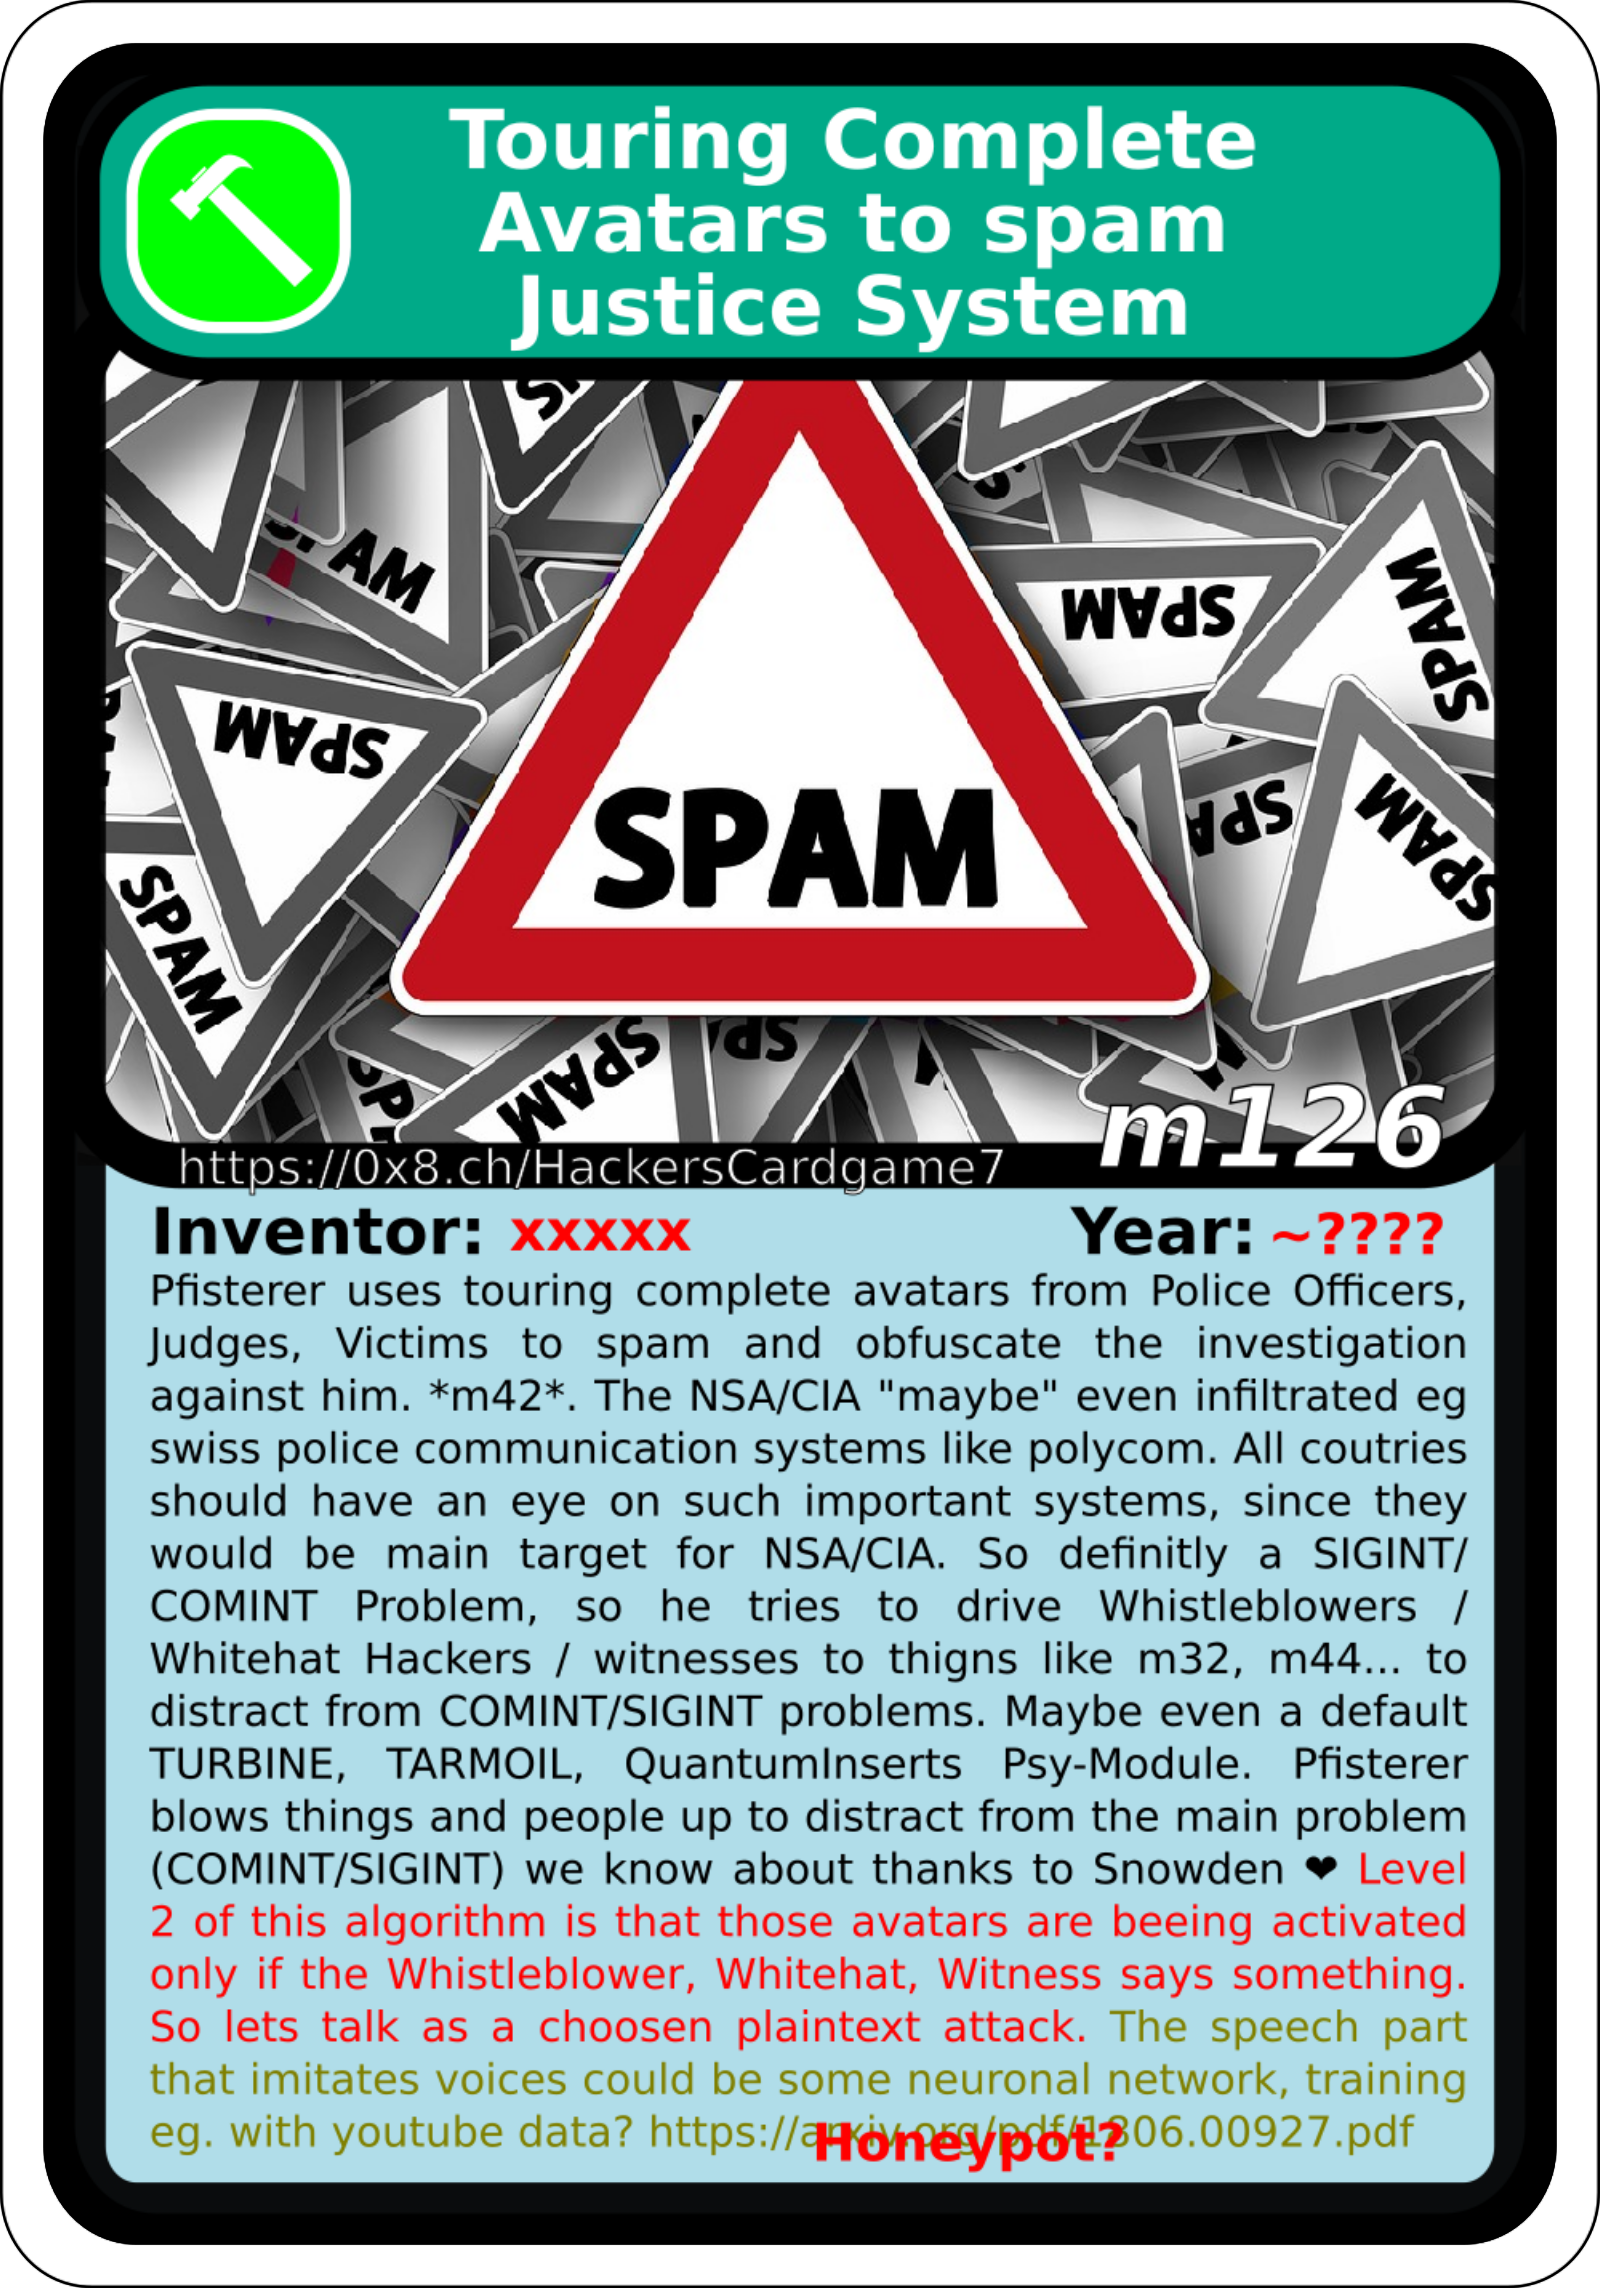 Touring Complete
Avatars to spam
Justice System
SPAM
SPAM
SPAM
SPAM
SPAM
SPAM
SPAM
m126
https://0x8.ch/HackersCardgame7
Inventor: xxxxx Year: ~????
Pfisterer uses touring complete avatars from Police Officers,
Judges, Victims to spam and obfuscate the investigation
against him. *m42*. The NSA/CIA "maybe" even infiltrated eg
swiss police communication systems like polycom. All coutries
should have an eye on such important systems, since they
would be main target for NSA/CIA. So definitly a SIGINT/
COMINT Problem, so he tries to drive Whistleblowers /
Whitehat Hackers / witnesses to thigns like m32, m44... to
distract from COMINT/SIGINT problems. Maybe even a default
TURBINE, TARMOIL, QuantumInserts Psy-Module. Pfisterer
blows things and people up to distract from the main problem
(COMINT/SIGINT) we know about thanks to Snowden ❤ Level
2 of this algorithm is that those avatars are beeing activated
only if the Whistleblower, Whitehat, Witness says something.
So lets talk as a choosen plaintext attack. The speech part
that imitates voices could be some neuronal network, training
eg. with youtube data? https://arxiv.org/pdf/1806.00927.pdf
Honeypot?